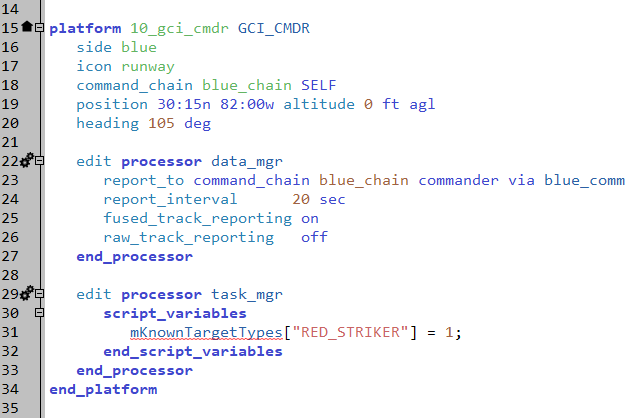 14
15 platform 10_gci_cmdr GCI_CMDR
16 side blue
17 icon runway
18 command_chain blue_chain SELF
19 position 30:15n 82:00w altitude 0 ft agl
20 heading 105 deg
21
22 edit processor data_mgr
23 report_to command_chain blue_chain commander via blue_comm
24 report_interval 20 sec
25 fused_track_reporting on
26 raw_track_reporting off
27 end_processor
28
29 edit processor task_mgr
30 script_variables
31 mKnownTargetTypes["RED_STRIKER"] = 1;
32 end_script_variables
33 end_processor
34 end_platform
35